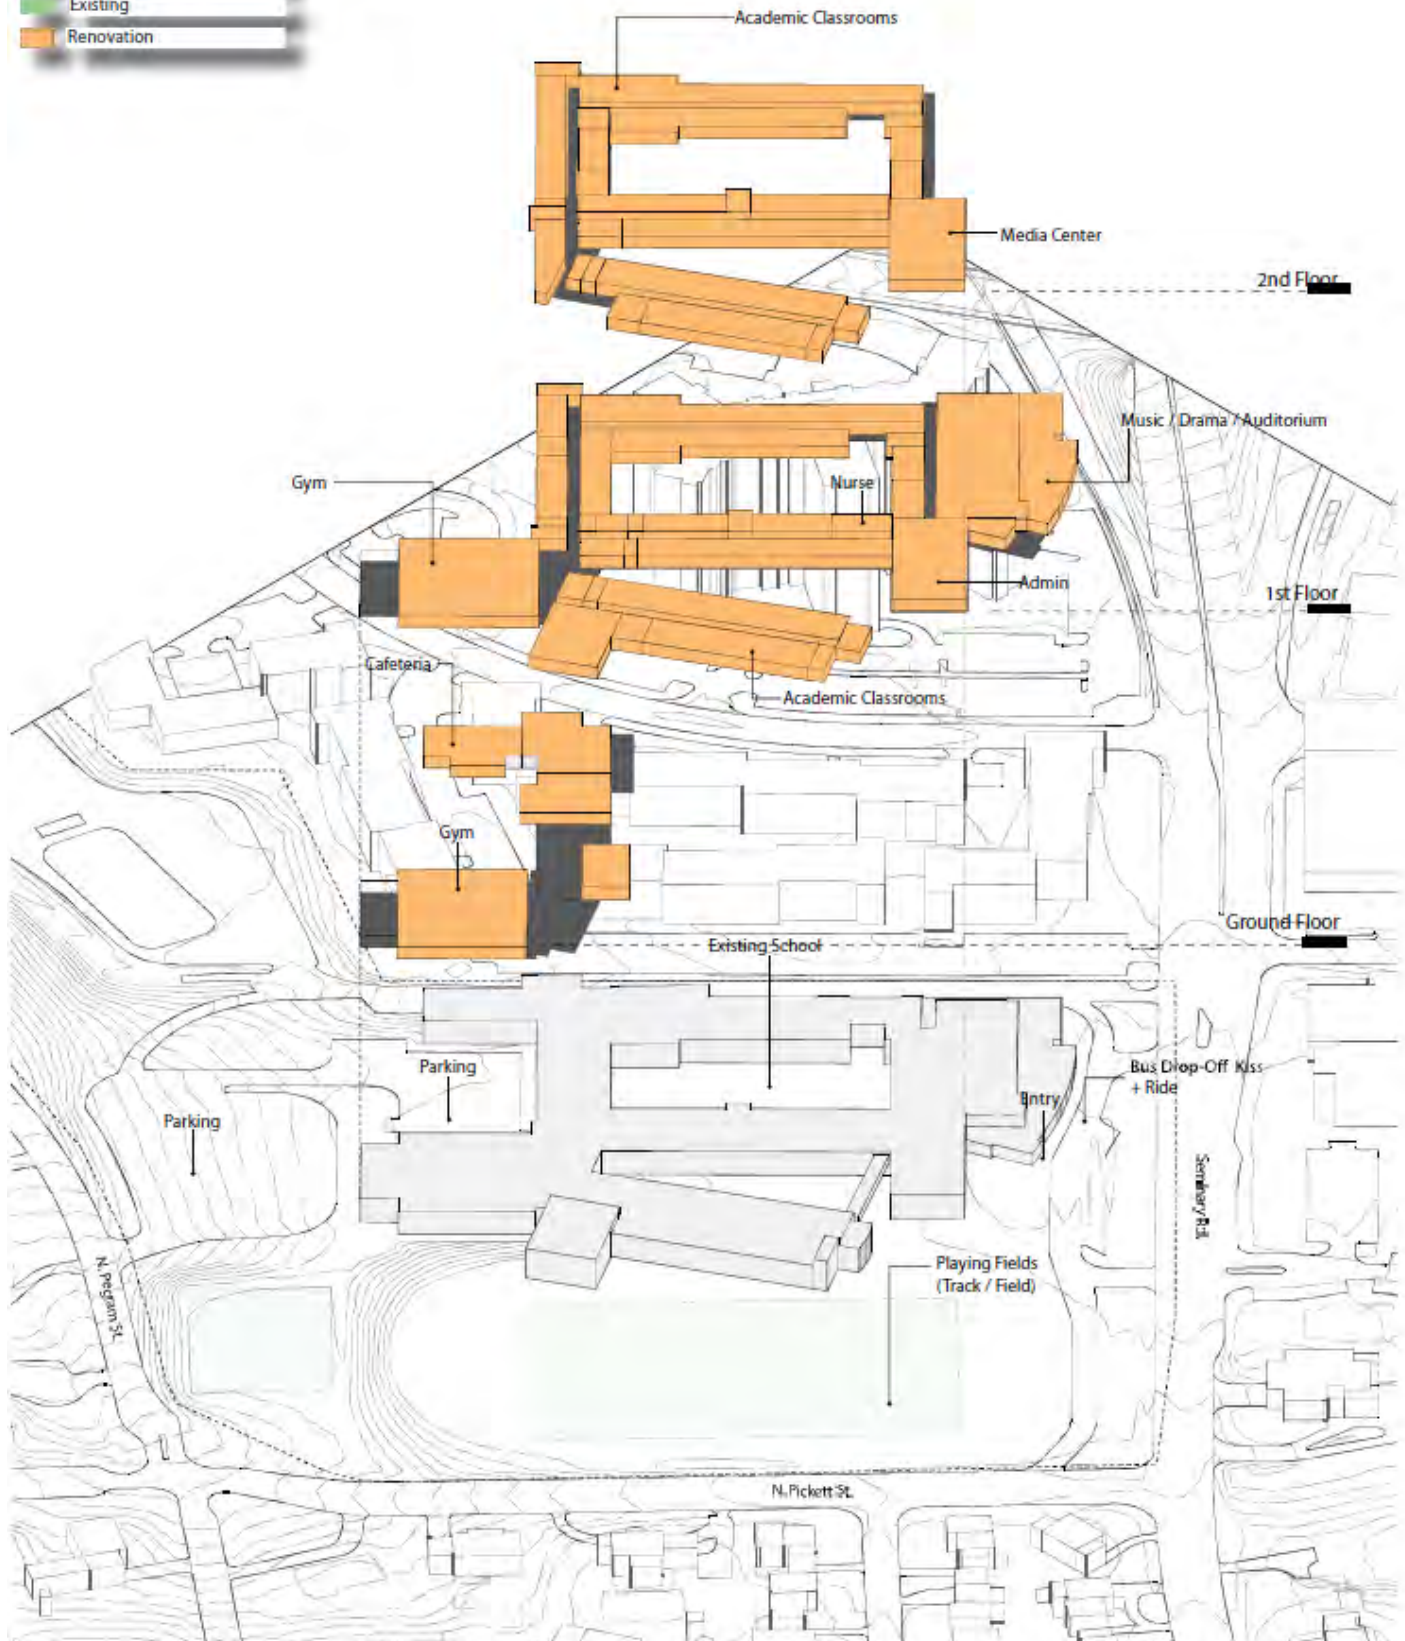 Existing
Renovation
Academic Classrooms
Media Center
2nd Floor
Music / Drama / Auditorium
Gym
Nurse
Admin
1st Floor
Cafeteria
Academic Classrooms
Gym
Ground Floor
Existing School
Parking
Bus Drop-Off Kiss
+ Ride
Entry
Parking
Seminary Rd.
N. Pegram St.
Playing Fields
(Track / Field)
N. Pickett St.